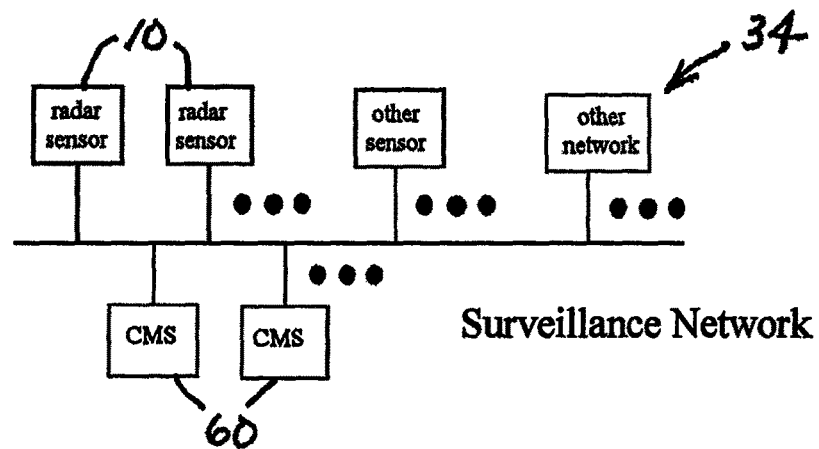 10
34
radar
sensor
radar
sensor
other
sensor
other
network
CMS
CMS
Surveillance Network
60